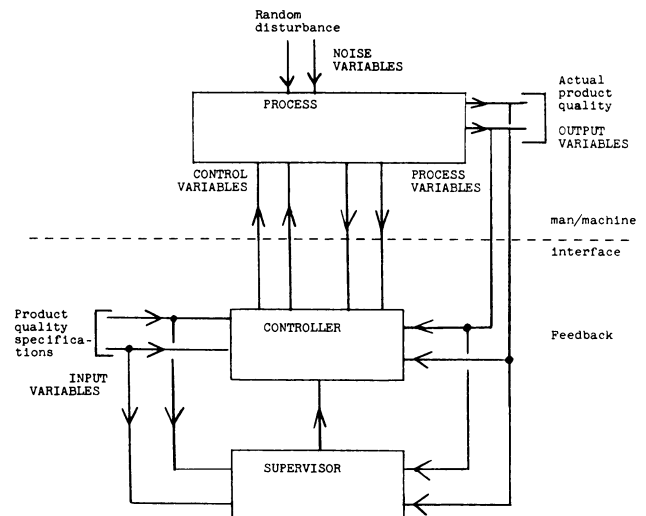 Random
disturbance
NOISE
VARIABLES
PROCESS
Actual
product
quality
OUTPUT
VARIABLES
CONTROL
VARIABLES
PROCESS
VARIABLES
man/machine
interface
Product
quality
specifica-
tions
CONTROLLER
Feedback
INPUT
VARIABLES
SUPERVISOR